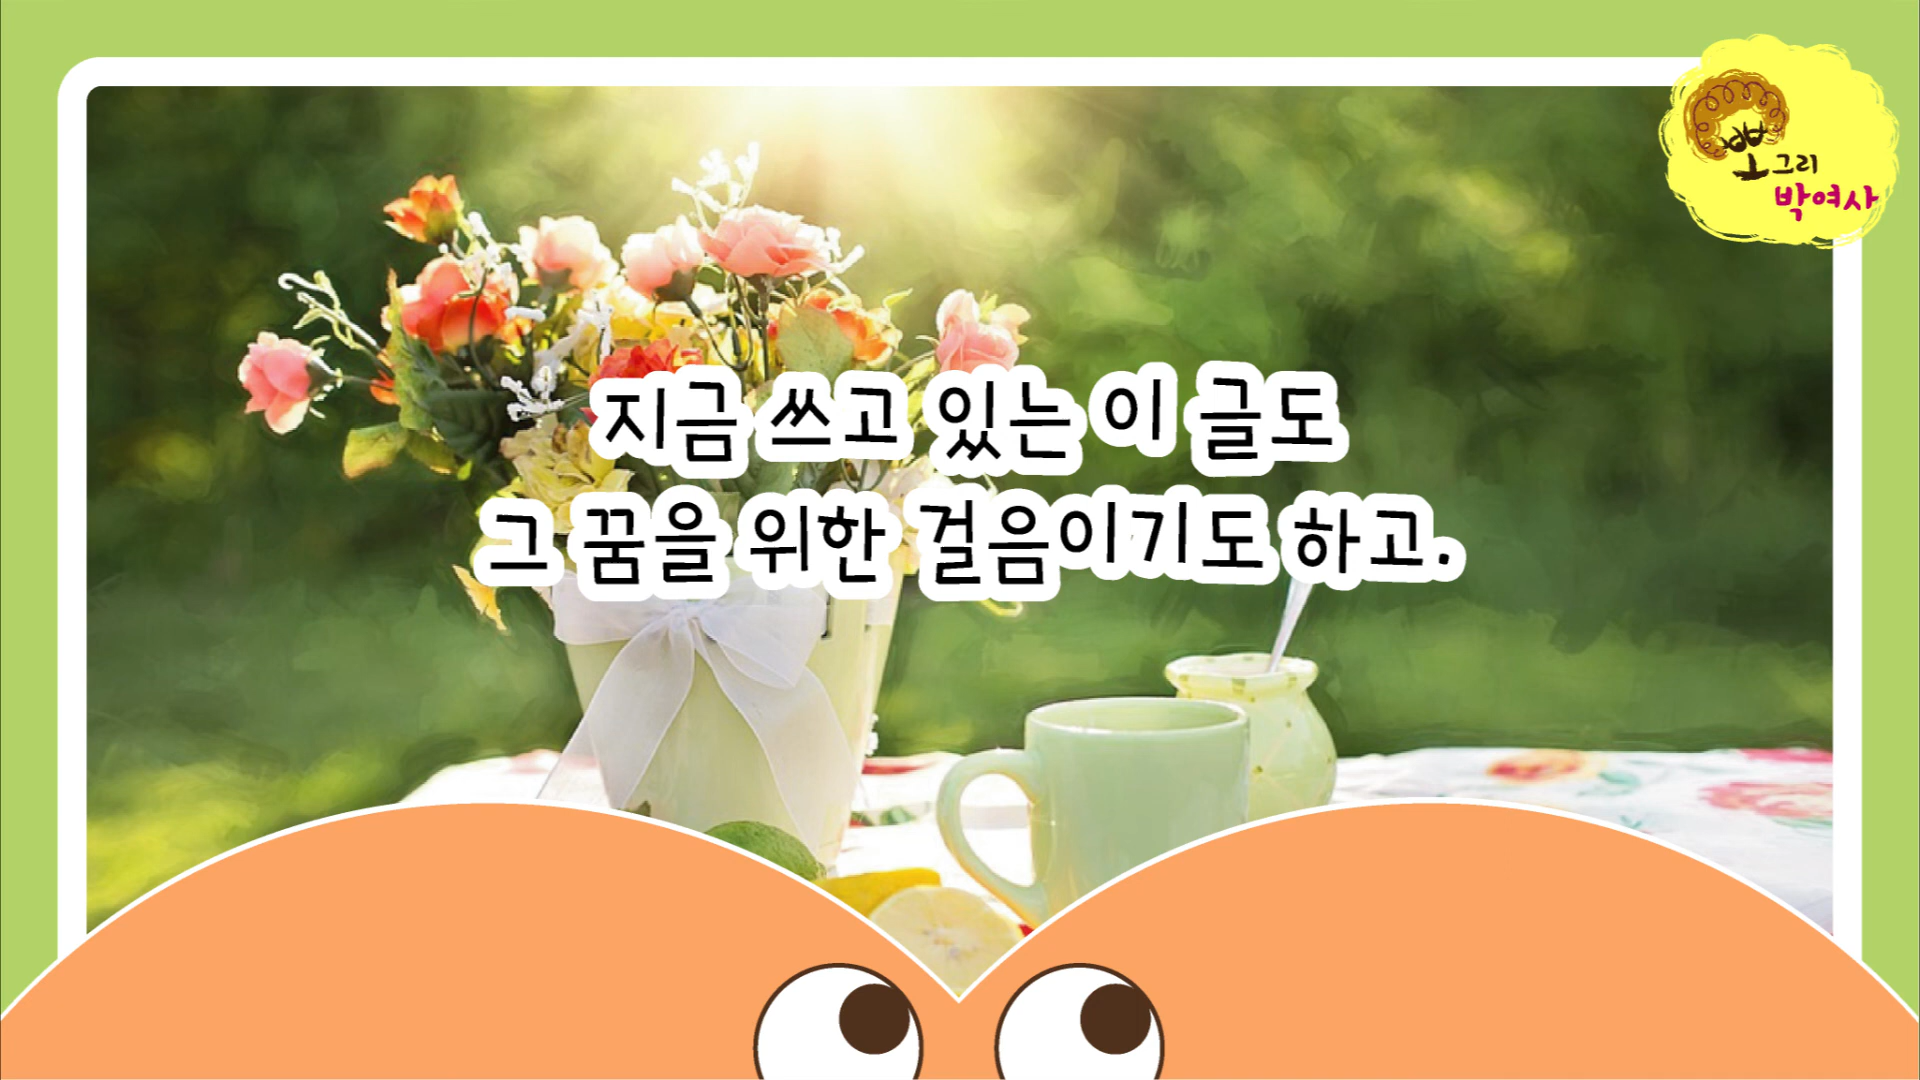 뽀그리
박여사
지금 쓰고 있는 이 글도
그 꿈을 위한 걸음이기도 하고.